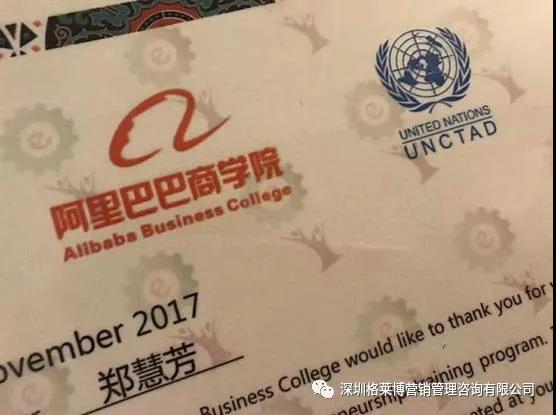 阿里巴巴商学院
Alibaba Business College
UNITED NATIONS
UNCTAD
ovember 2017
郑慧芳
Business College would like to thank you for
training program.
at you
深圳格莱博营销管理咨询有限公司